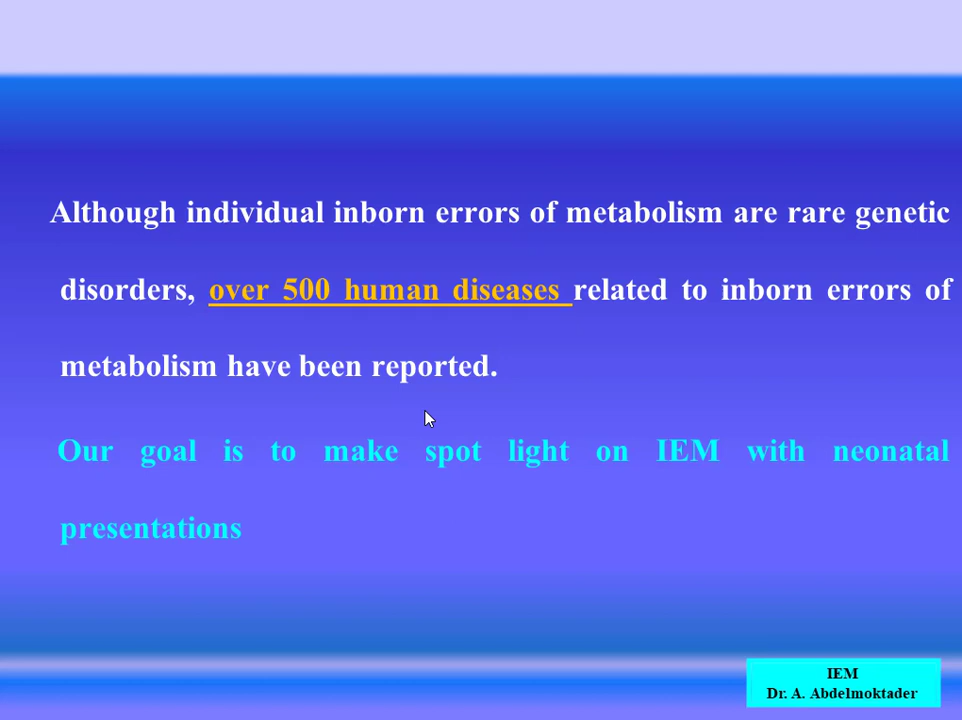 Although individual inborn errors of metabolism are rare genetic
disorders, over 500 human diseases related to inborn errors of
metabolism have been reported.
Our goal is to make spot light on IEM with neonatal
presentations
IEM
Dr. A. Abdelmoktader